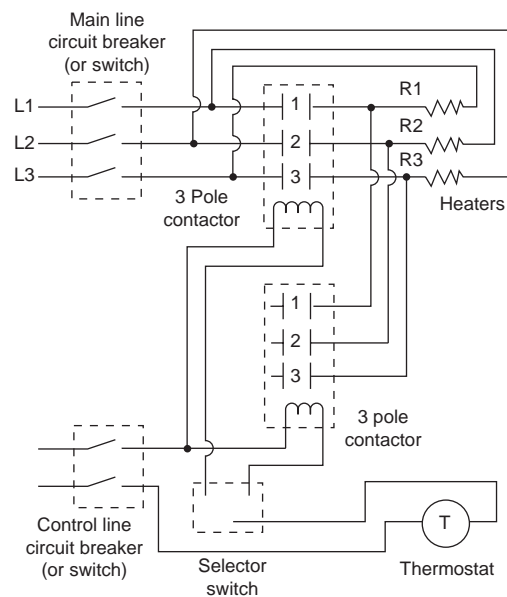 Main line
circuit breaker
(or switch)
L1
L2
L3
3 Pole
contactor
1
2
3
R1
R2
R3
Heaters
1
2
3
3 pole
contactor
Control line
circuit breaker
(or switch)
Selector
switch
T
Thermostat